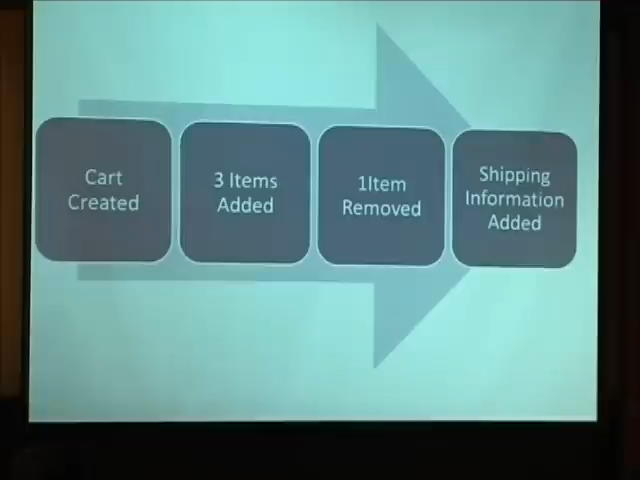 Cart
Created
3 Items
Added
1Item
Removed
Shipping
Information
Added